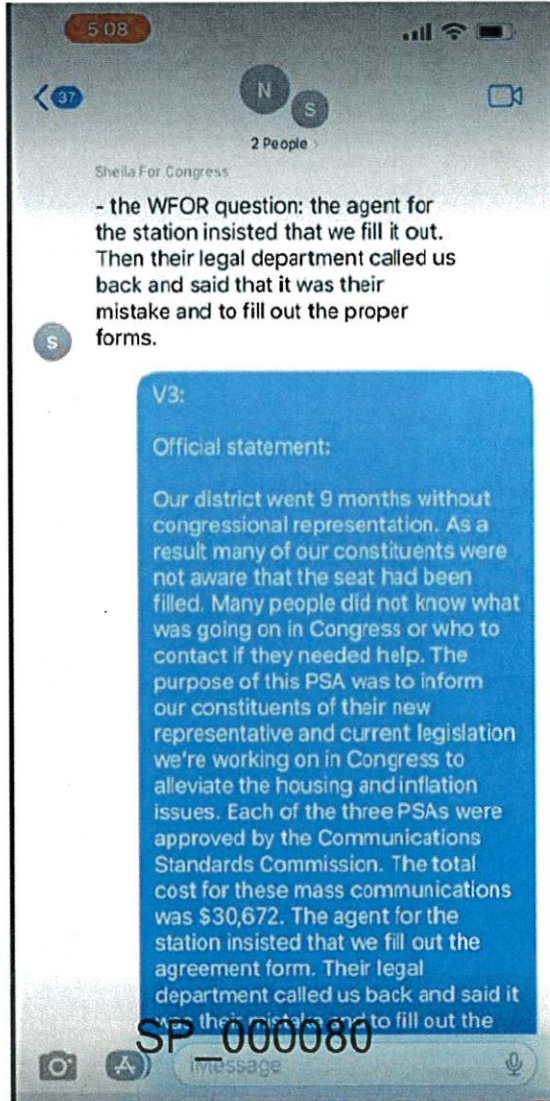 5:08
37
N
S
2 People
Sheila For Congress
- the WFOR question: the agent for
the station insisted that we fill it out.
Then their legal department called us
back and said that it was their
mistake and to fill out the proper
forms.
S
V3:
Official statement:
Our district went 9 months without
congressional representation. As a
result many of our constituents were
not aware that the seat had been
filled. Many people did not know what
was going on in Congress or who to
contact if they needed help. The
purpose of this PSA was to inform
our constituents of their new
representative and current legislation
we're working on in Congress to
alleviate the housing and inflation
issues. Each of the three PSAs were
approved by the Communications
Standards Commission. The total
cost for these mass communications
was $30,672. The agent for the
station insisted that we fill out the
agreement form. Their legal
department called us back and said it
was their mistake and to fill out the
SP_000080
iMessage